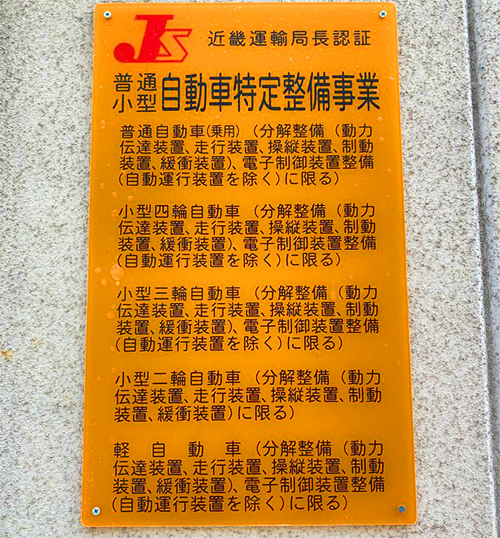 JS 近畿運輸局長認証
普通
小型 自動車特定整備事業
普通自動車(乗用) (分解整備 (動力
伝達装置、走行装置、操縦装置、制動
装置、緩衝装置)、電子制御装置整備
(自動運行装置を除く)に限る)
小型四輪自動車 (分解整備 (動力
伝達装置、走行装置、操縦装置、制動
装置、緩衝装置)、電子制御装置整備
(自動運行装置を除く)に限る)
小型三輪自動車 (分解整備 (動力
伝達装置、走行装置、操縦装置、制動
装置、緩衝装置)、電子制御装置整備
(自動運行装置を除く)に限る)
小型二輪自動車 (分解整備 (動力
伝達装置、走行装置、操縦装置、制動
装置、緩衝装置)に限る)
軽自動車 (分解整備 (動力
伝達装置、走行装置、操縦装置、制動
装置、緩衝装置)、電子制御装置整備
(自動運行装置を除く)に限る)